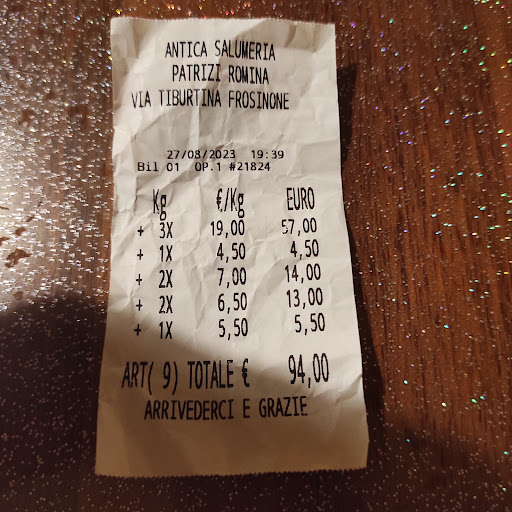 ANTICA SALUMERIA
PATRIZI ROMINA
VIA TIBURTINA FROSINONE
27/08/2023 19:39
Bil 01 OP.1 #21824
Kg €/Kg EURO
+ 3X 19,00 57,00
+ 1X 4,50 4,50
+ 2X 7,00 14,00
+ 2X 6,50 13,00
+ 1X 5,50 5,50
ART( 9) TOTALE € 94,00
ARRIVEDERCI E GRAZIE